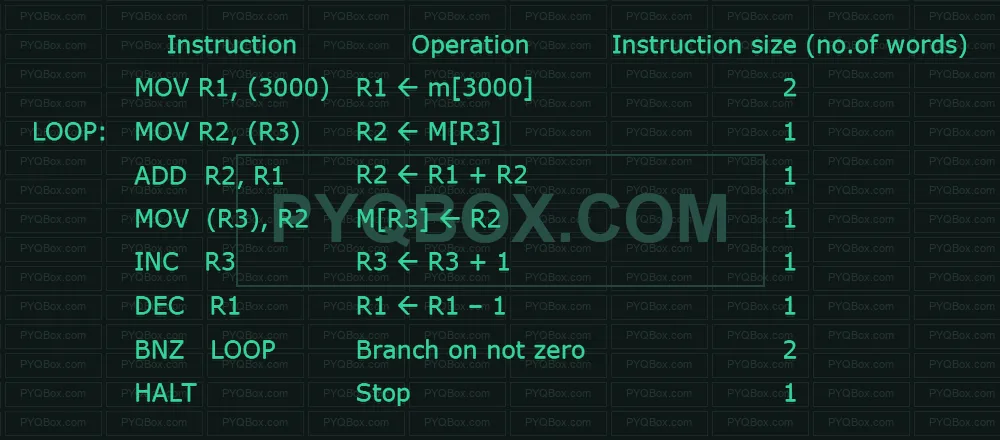 Instruction Operation Instruction size (no.of words)
MOV R1, (3000) R1 ← m[3000] 2
LOOP: MOV R2, (R3) R2 ← M[R3] 1
ADD R2, R1 R2 ← R1 + R2 1
MOV (R3), R2 M[R3] ← R2 1
PYQBOX.COM
INC R3 R3 ← R3 + 1 1
DEC R1 R1 ← R1 – 1 1
BNZ LOOP Branch on not zero 2
HALT Stop 1